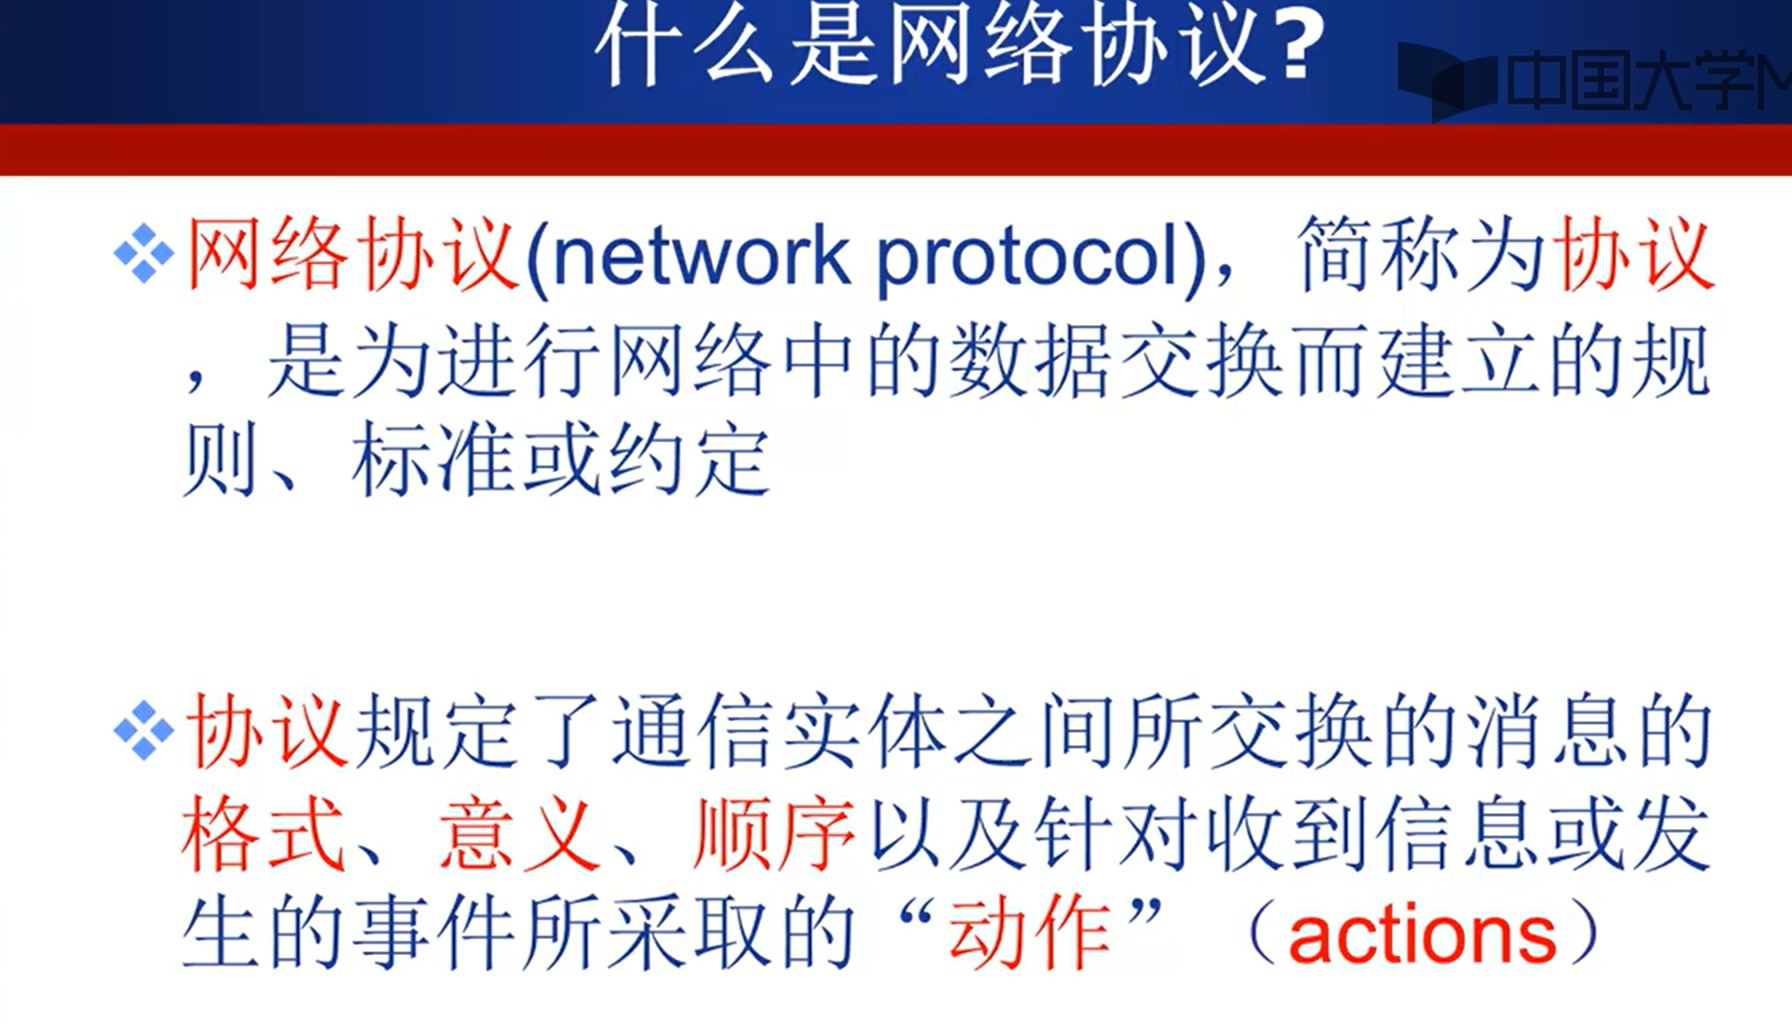 什么是网络协议?
中国大学M
网络协议(network protocol)，简称为协议
，是为进行网络中的数据交换而建立的规
则、标准或约定
协议规定了通信实体之间所交换的消息的
格式、意义、顺序以及针对收到信息或发
生的事件所采取的“动作”（actions）